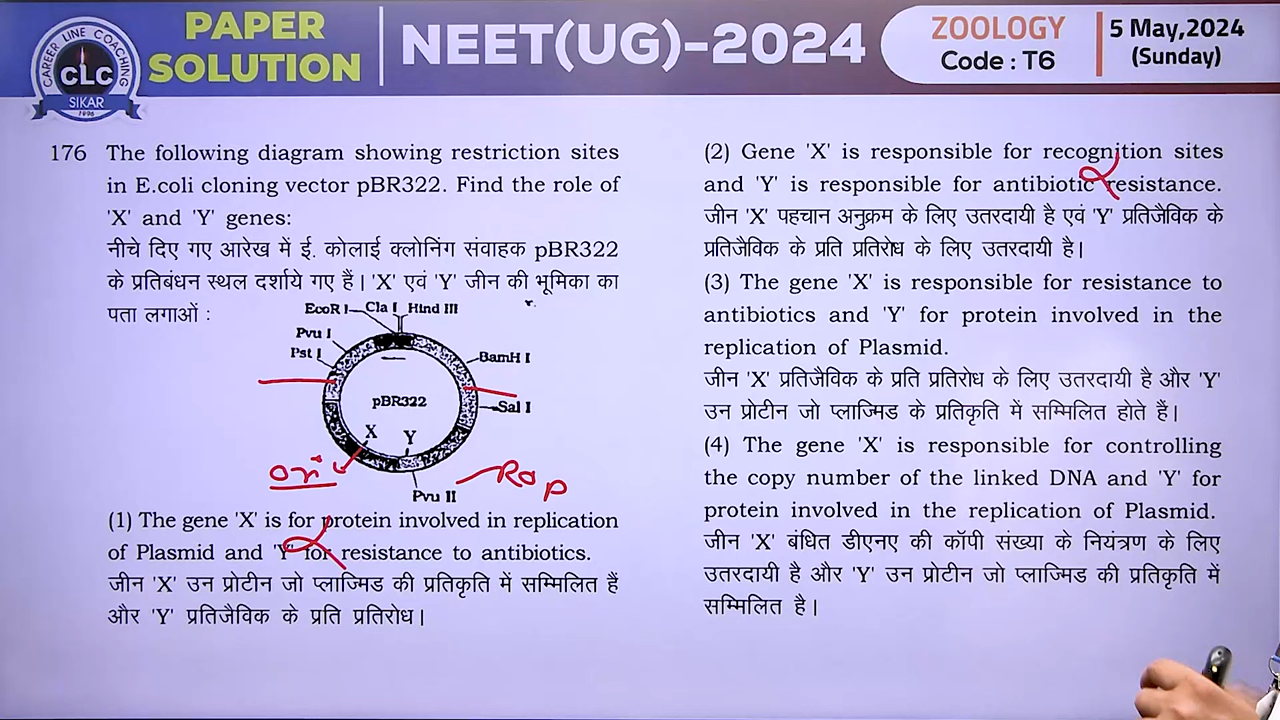 CAREER LINE COACHING
CLC
SIKAR
1996
PAPER
SOLUTION
NEET(UG)-2024
ZOOLOGY
Code : T6
5 May,2024
(Sunday)
176 The following diagram showing restriction sites
in E.coli cloning vector pBR322. Find the role of
'X' and 'Y' genes:
नीचे दिए गए आरेख में ई. कोलाई क्लोनिंग संवाहक pBR322
के प्रतिबंधन स्थल दर्शाये गए हैं। 'X' एवं 'Y' जीन की भूमिका का
पता लगाओं :
EcoR I Cla I Hind III
Pvu I
Pst I
BamH I
pBR322
Sal I
X Y
ori
Rop
Pvu II
(1) The gene 'X' is for protein involved in replication
of Plasmid and 'Y' for resistance to antibiotics.
जीन 'X' उन प्रोटीन जो प्लाज्मिड की प्रतिकृति में सम्मिलित हैं
और 'Y' प्रतिजैविक के प्रति प्रतिरोध।
(2) Gene 'X' is responsible for recognition sites
and 'Y' is responsible for antibiotic resistance.
जीन 'X' पहचान अनुक्रम के लिए उतरदायी है एवं 'Y' प्रतिजैविक के
प्रतिजैविक के प्रति प्रतिरोध के लिए उतरदायी है।
(3) The gene 'X' is responsible for resistance to
antibiotics and 'Y' for protein involved in the
replication of Plasmid.
जीन 'X' प्रतिजैविक के प्रति प्रतिरोध के लिए उतरदायी है और 'Y'
उन प्रोटीन जो प्लाज्मिड के प्रतिकृति में सम्मिलित होते हैं।
(4) The gene 'X' is responsible for controlling
the copy number of the linked DNA and 'Y' for
protein involved in the replication of Plasmid.
जीन 'X' बंधित डीएनए की कॉपी संख्या के नियंत्रण के लिए
उतरदायी है और 'Y' उन प्रोटीन जो प्लाज्मिड की प्रतिकृति में
सम्मिलित है।